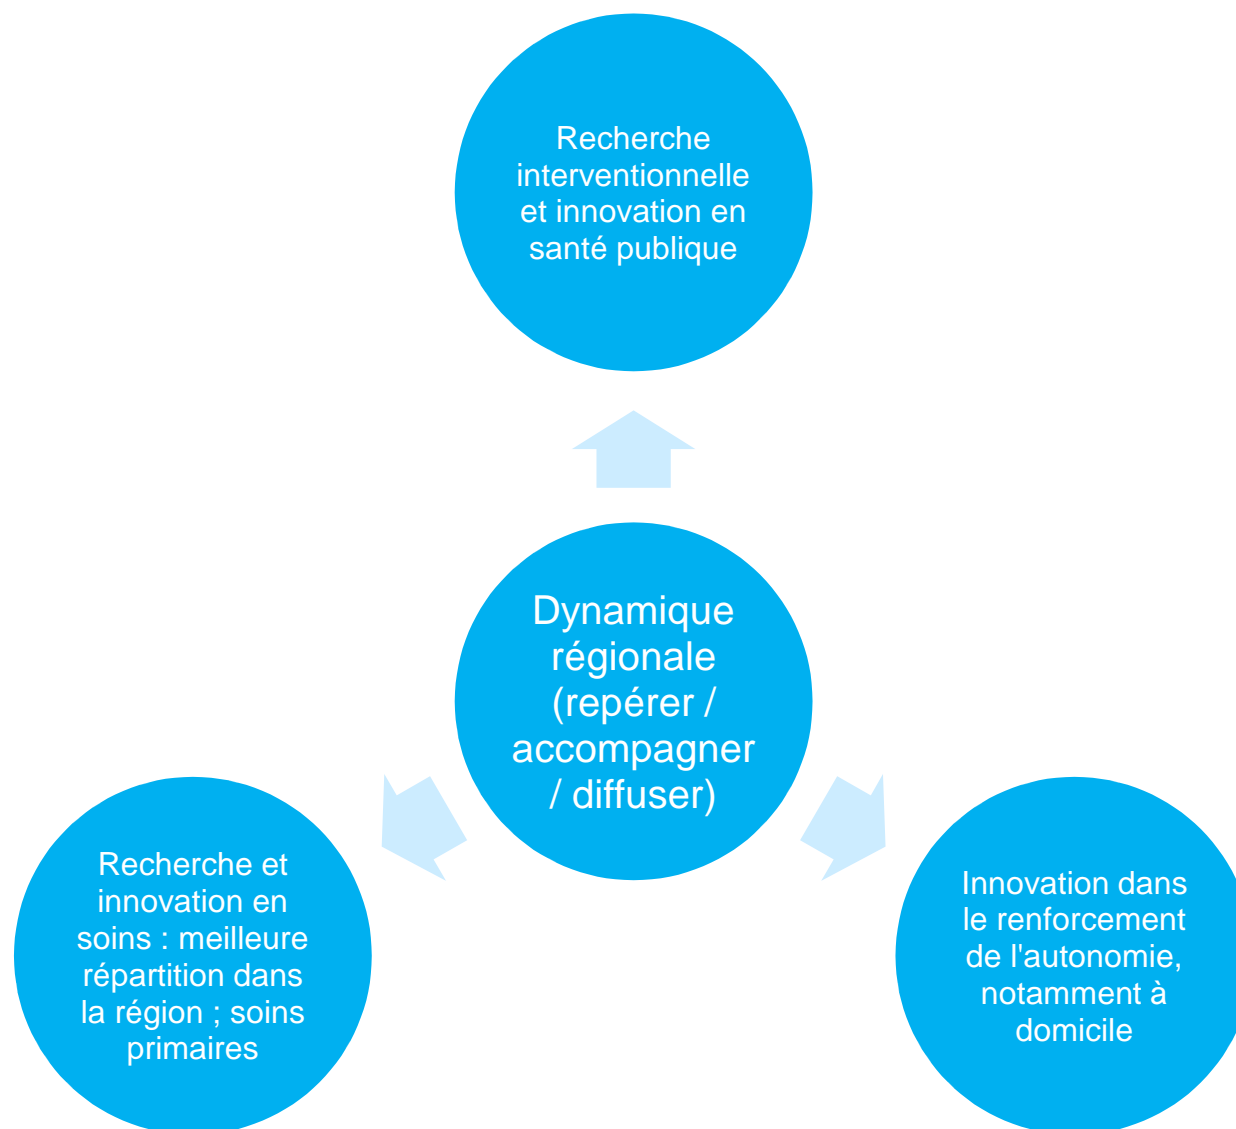 Recherche
interventionnelle
et innovation en
santé publique
Dynamique
régionale
(repérer /
accompagner
/ diffuser)
Recherche et
innovation en
soins : meilleure
répartition dans
la région ; soins
primaires
Innovation dans
le renforcement
de l'autonomie,
notamment à
domicile